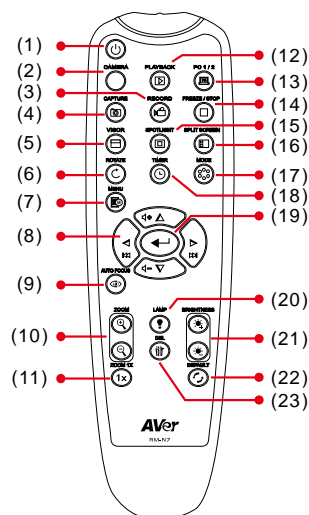 (1)
(2)
(3)
(4)
(5)
(6)
(7)
(8)
(9)
(10)
(11)
CAMERA PLAYBACK PC 1 / 2
CAPTURE RECORD FREEZE / STOP
VISOR SPOTLIGHT SPLIT SCREEN
ROTATE TIMER MODE
MENU
AUTO FOCUS
ZOOM LAMP BRIGHTNESS
DEL
ZOOM 1X DEFAULT
1x
AVer
RM-N7
(12)
(13)
(14)
(15)
(16)
(17)
(18)
(19)
(20)
(21)
(22)
(23)